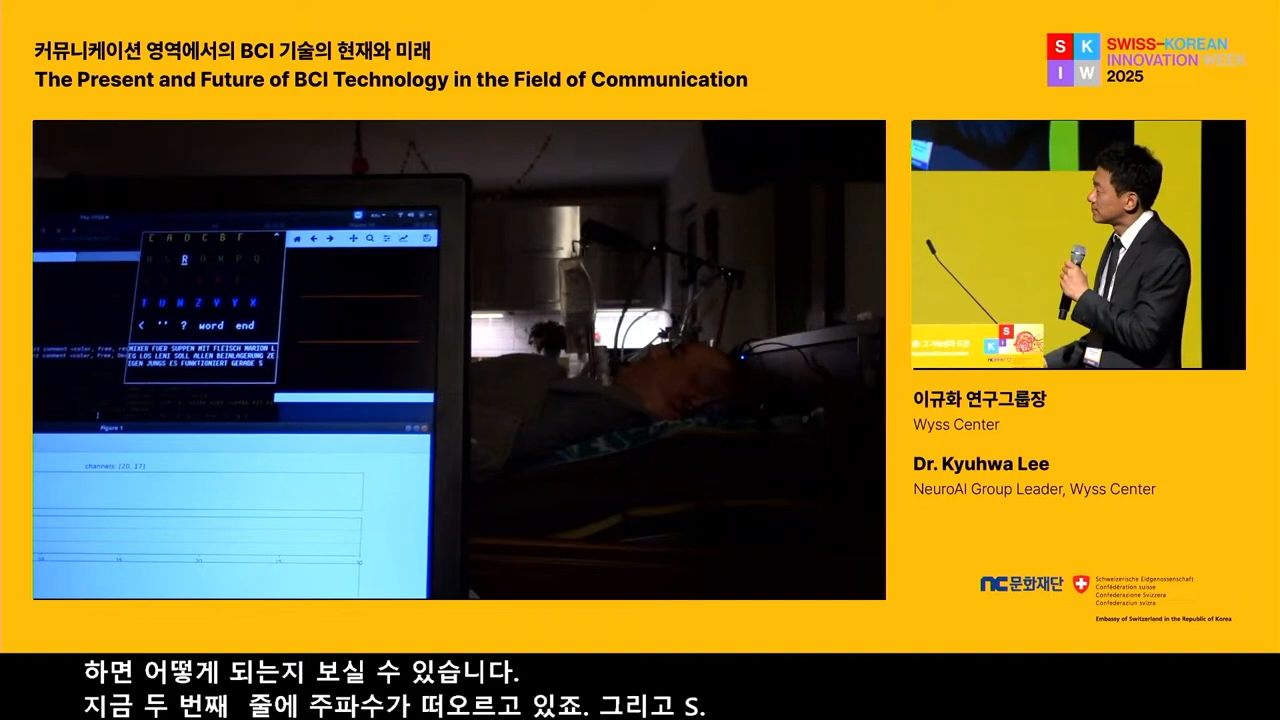 커뮤니케이션 영역에서의 BCI 기술의 현재와 미래
The Present and Future of BCI Technology in the Field of Communication
S K
I W
SWISS-KOREAN
INNOVATION WEEK
2025
E A D C B F
R
T U W Z V Y X
< '' ? word end
MIXER FUER SUPPEN MIT FLEISCH MARION L
EG LOS LENI SOLL ALLEN BEINLAGERUNG ZE
IGEN JUNGS ES FUNKTIONIERT GERADE S
Figure 1
channels: [20, 17]
이규화 연구그룹장
Wyss Center
Dr. Kyuhwa Lee
NeuroAI Group Leader, Wyss Center
nc문화재단
Schweizerische Eidgenossenschaft
Confédération suisse
Confederazione Svizzera
Confederaziun svizra
Embassy of Switzerland in the Republic of Korea
하면 어떻게 되는지 보실 수 있습니다.
지금 두 번째 줄에 주파수가 떠오르고 있죠. 그리고 S.